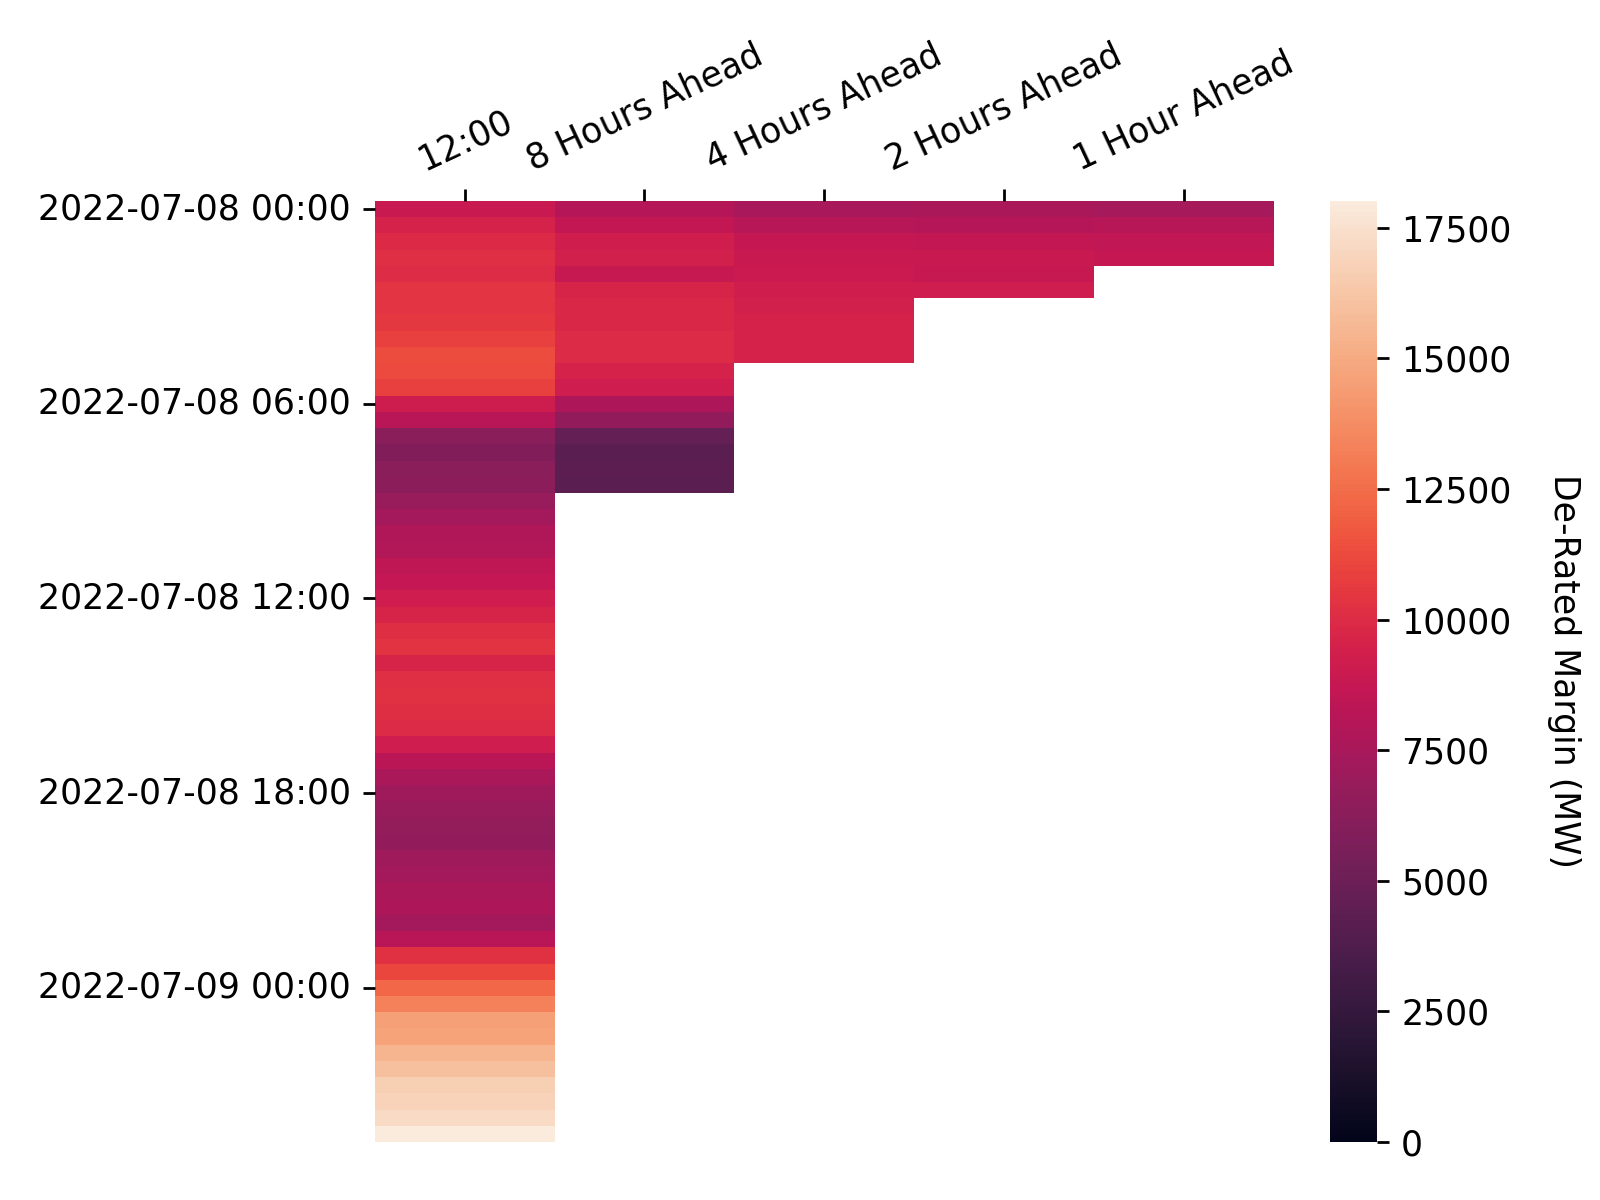 12:00
8 Hours Ahead
4 Hours Ahead
2 Hours Ahead
1 Hour Ahead
2022-07-08 00:00
2022-07-08 06:00
2022-07-08 12:00
2022-07-08 18:00
2022-07-09 00:00
17500
15000
12500
10000
7500
5000
2500
0
De-Rated Margin (MW)